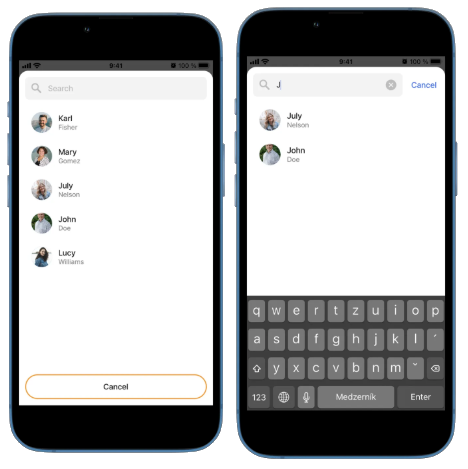 9:41
100 %
Search
Karl
Fisher
Mary
Gomez
July
Nelson
John
Doe
Lucy
Williams
Cancel
9:41
100 %
J
Cancel
July
Nelson
John
Doe
q w e r t z u i o p
a s d f g h j k l ´
y x c v b n m ˇ
123 Medzerník Enter